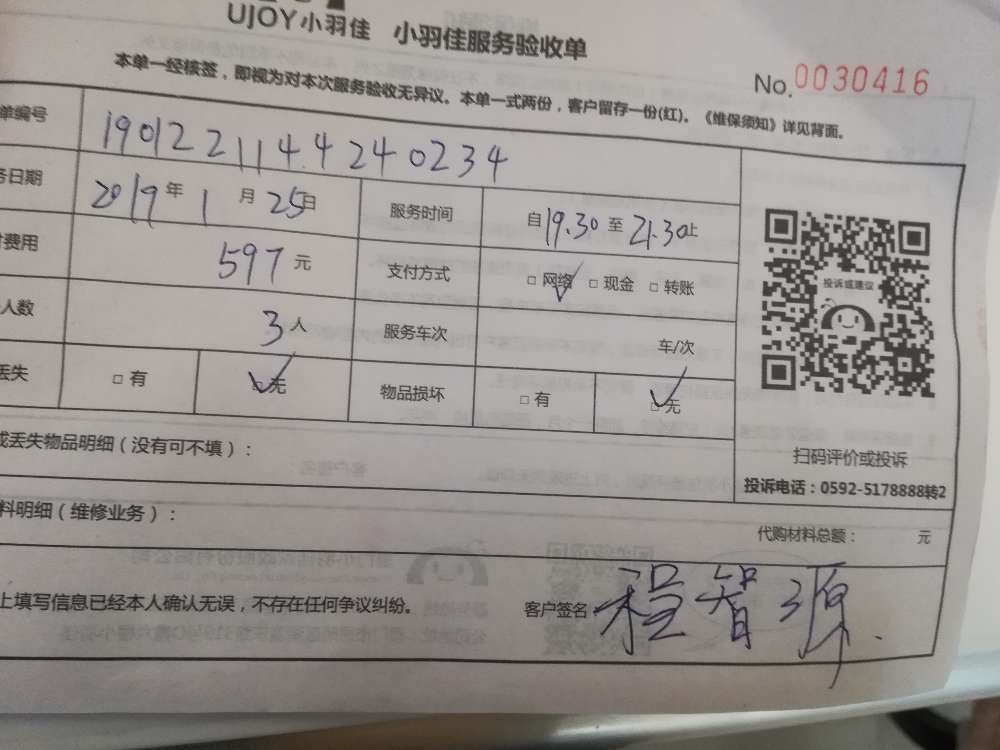 UJOY小羽佳 小羽佳服务验收单
No.0030416
本单一经核签，即视为对本次服务验收无异议。本单一式两份，客户留存一份(红)。《维保须知》详见背面。
单编号 1901221144240234
务日期 2019年1月25日 服务时间 自19.30至21.30止
费用 597元 支付方式 □网络 □现金 □转账
人数 3人 服务车次 车/次
丢失 □有 □无 物品损坏 □有 □无
投诉或建议
扫码评价或投诉
投诉电话：0592-5178888转2
或丢失物品明细（没有可不填）：
料明细（维修业务）： 代购材料总额： 元
上填写信息已经本人确认无误，不存在任何争议纠纷。 客户签名 程智源